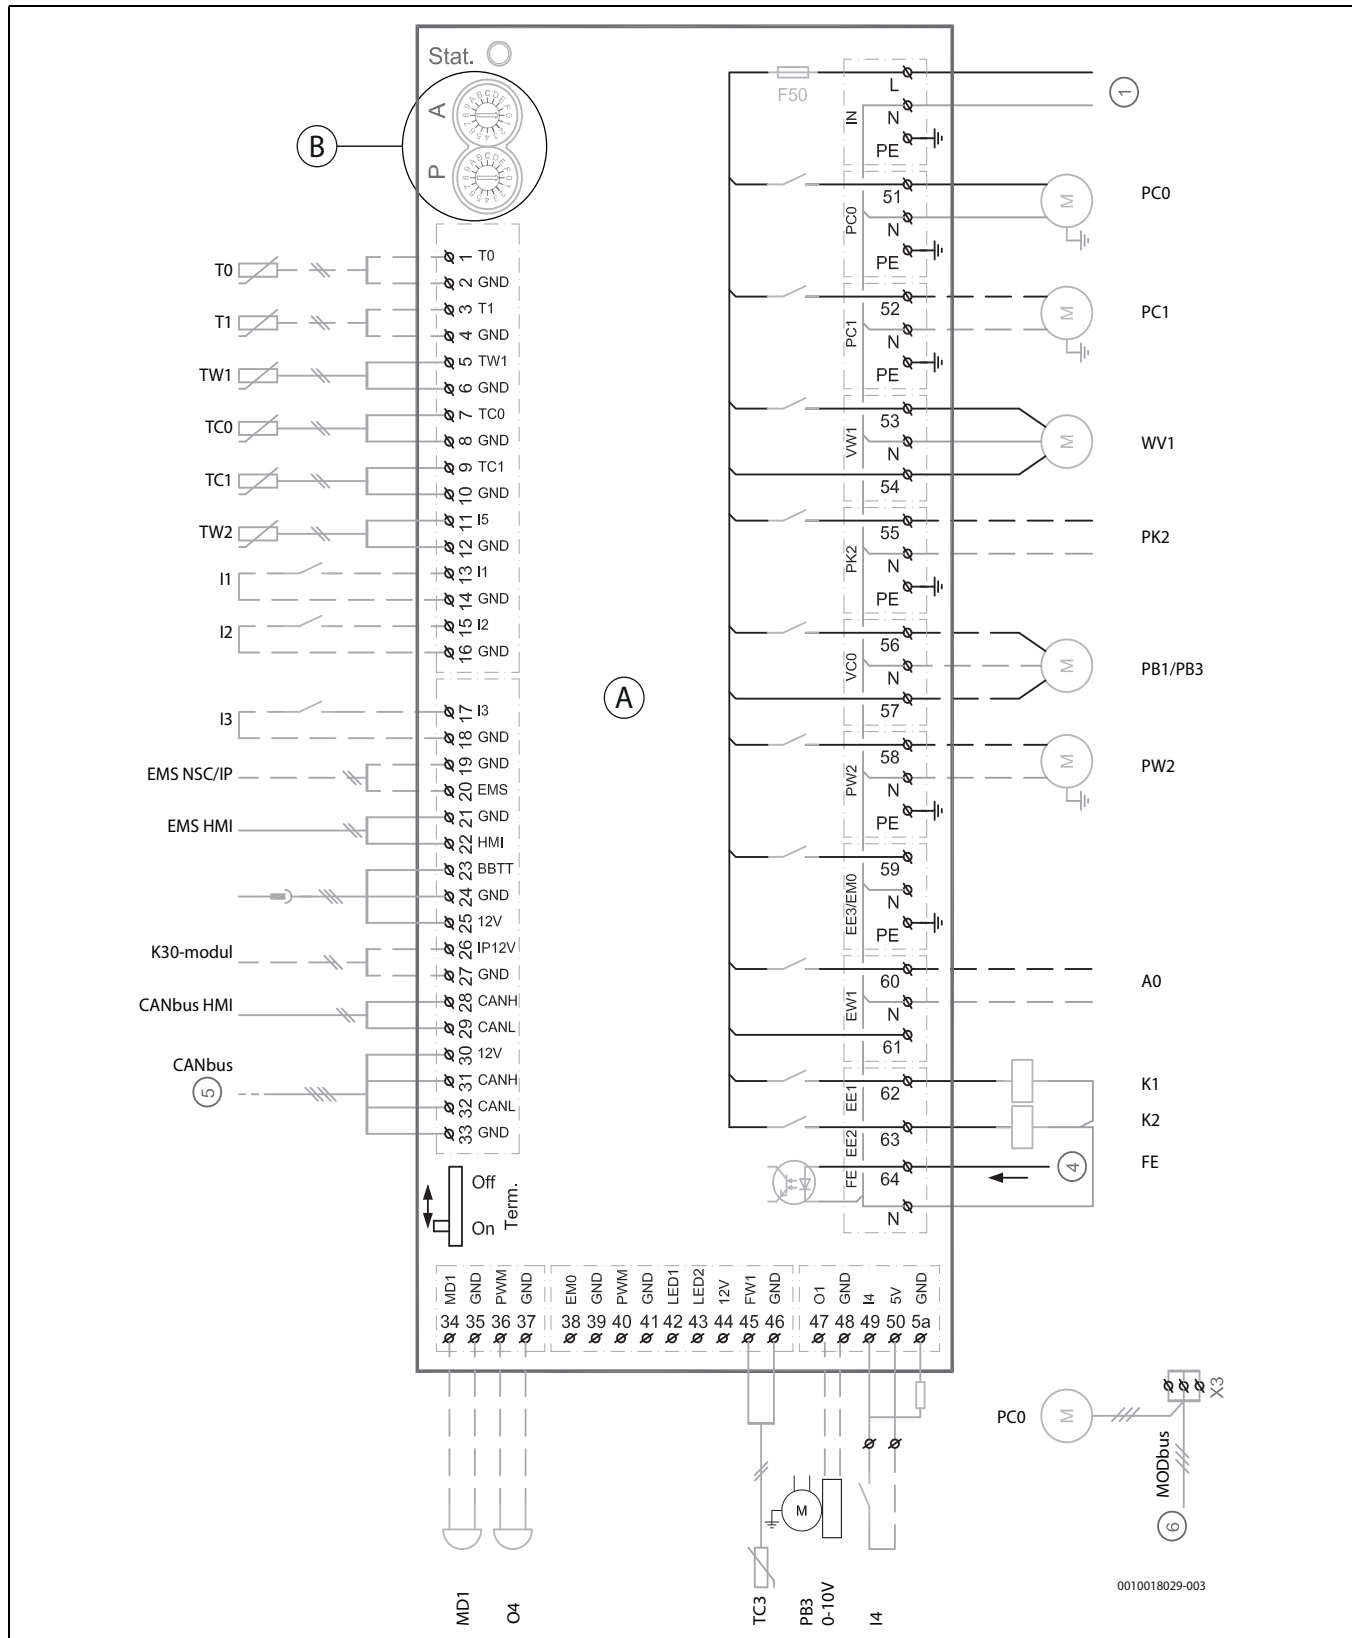 Stat.
A
P
B
A
T0
T1
TW1
TC0
TC1
TW2
I1
I2
I3
EMS NSC/IP
EMS HMI
K30-modul
CANbus HMI
CANbus
5
1 T0
2 GND
3 T1
4 GND
5 TW1
6 GND
7 TC0
8 GND
9 TC1
10 GND
11 I5
12 GND
13 I1
14 GND
15 I2
16 GND
17 I3
18 GND
19 GND
20 EMS
21 GND
22 HMI
23 BBTT
24 GND
25 12V
26 IP12V
27 GND
28 CANH
29 CANL
30 12V
31 CANH
32 CANL
33 GND
Off
On
Term.
F50
IN
L
N
PE
1
PC0
51
N
PE
PC0
M
PC1
52
N
PE
PC1
M
VW1
53
N
54
WV1
M
PK2
55
N
PE
PK2
VC0
56
N
57
PB1/PB3
M
PW2
58
N
PE
PW2
M
EE3/EM0
59
N
PE
EW1
60
N
61
A0
EE1
62
K1
EE2
63
K2
FE
64
N
4
FE
MD1 GND PWM GND
34 35 36 37
EM0 GND PWM GND LED1 LED2 12V FW1 GND
38 39 40 41 42 43 44 45 46
O1 GND I4 5V GND
47 48 49 50 5a
MD1
O4
TC3
M
PB3
0-10V
I4
PC0
M
X3
MODbus
6
0010018029-003